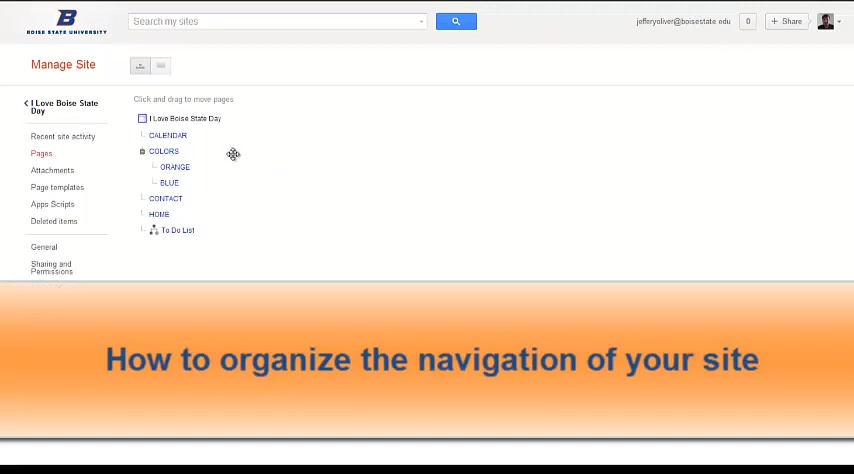 B
BOISE STATE UNIVERSITY
Search my sites
jefferyoliver@boisestate.edu
0
+ Share
Manage Site
I Love Boise State
Day
Recent site activity
Pages
Attachments
Page templates
Apps Scripts
Deleted items
General
Sharing and
Permissions
Click and drag to move pages
I Love Boise State Day
CALENDAR
COLORS
ORANGE
BLUE
CONTACT
HOME
To Do List
How to organize the navigation of your site